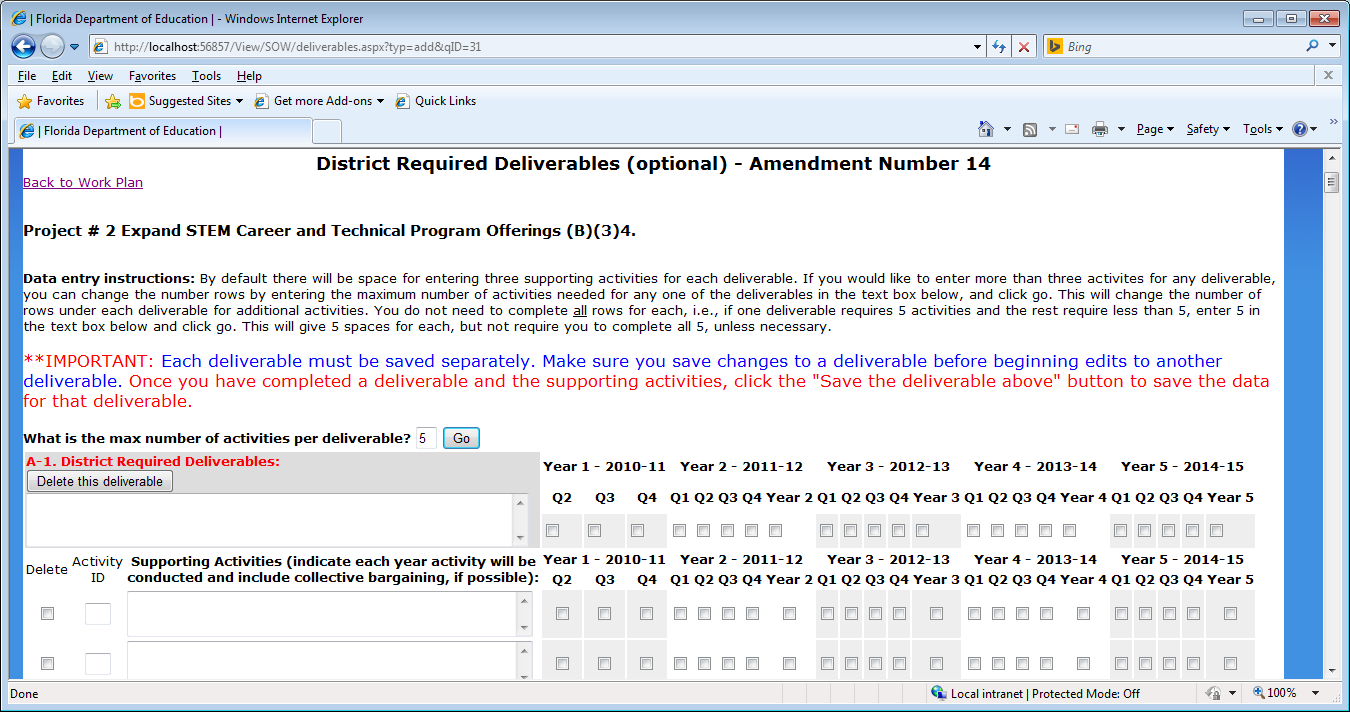 | Florida Department of Education | - Windows Internet Explorer
http://localhost:56857/View/SOW/deliverables.aspx?typ=add&qID=31
Bing
File Edit View Favorites Tools Help
Favorites Suggested Sites Get more Add-ons Quick Links
| Florida Department of Education |
Page Safety Tools
District Required Deliverables (optional) - Amendment Number 14
Back to Work Plan
Project # 2 Expand STEM Career and Technical Program Offerings (B)(3)4.
Data entry instructions: By default there will be space for entering three supporting activities for each deliverable. If you would like to enter more than three activites for any deliverable,
you can change the number rows by entering the maximum number of activities needed for any one of the deliverables in the text box below, and click go. This will change the number of
rows under each deliverable for additional activities. You do not need to complete all rows for each, i.e., if one deliverable requires 5 activities and the rest require less than 5, enter 5 in
the text box below and click go. This will give 5 spaces for each, but not require you to complete all 5, unless necessary.
**IMPORTANT: Each deliverable must be saved separately. Make sure you save changes to a deliverable before beginning edits to another
deliverable. Once you have completed a deliverable and the supporting activities, click the "Save the deliverable above" button to save the data
for that deliverable.
What is the max number of activities per deliverable? 5 Go
A-1. District Required Deliverables:
Delete this deliverable
Year 1 - 2010-11 Year 2 - 2011-12 Year 3 - 2012-13 Year 4 - 2013-14 Year 5 - 2014-15
Q2 Q3 Q4 Q1 Q2 Q3 Q4 Year 2 Q1 Q2 Q3 Q4 Year 3 Q1 Q2 Q3 Q4 Year 4 Q1 Q2 Q3 Q4 Year 5
Delete
Activity
ID
Supporting Activities (indicate each year activity will be
conducted and include collective bargaining, if possible):
Year 1 - 2010-11 Year 2 - 2011-12 Year 3 - 2012-13 Year 4 - 2013-14 Year 5 - 2014-15
Q2 Q3 Q4 Q1 Q2 Q3 Q4 Year 2 Q1 Q2 Q3 Q4 Year 3 Q1 Q2 Q3 Q4 Year 4 Q1 Q2 Q3 Q4 Year 5
Done
Local intranet | Protected Mode: Off
100%